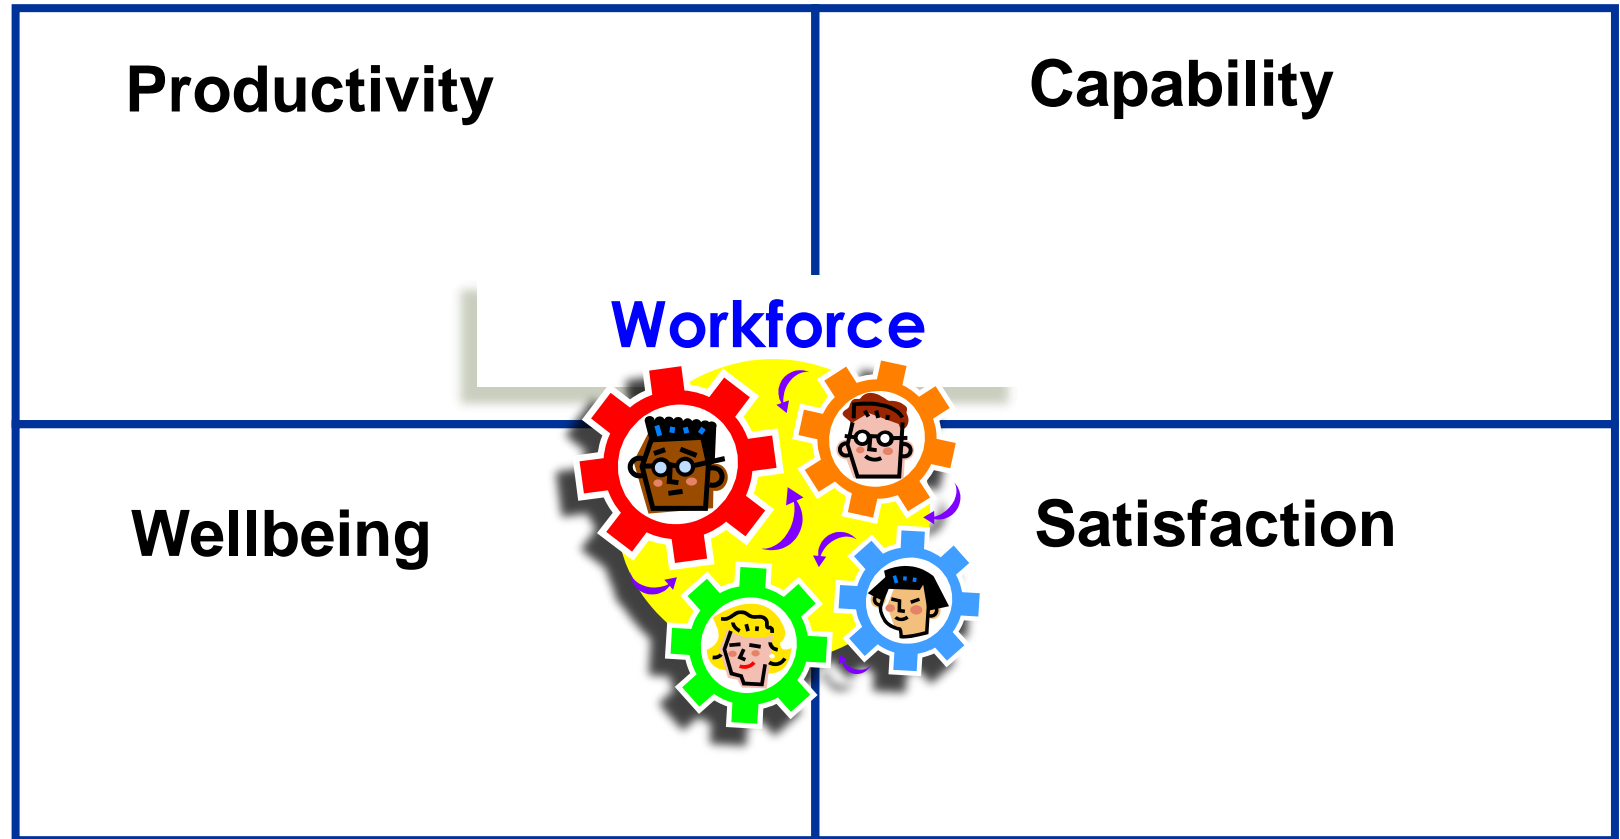 Productivity
Capability
Workforce
Wellbeing
Satisfaction